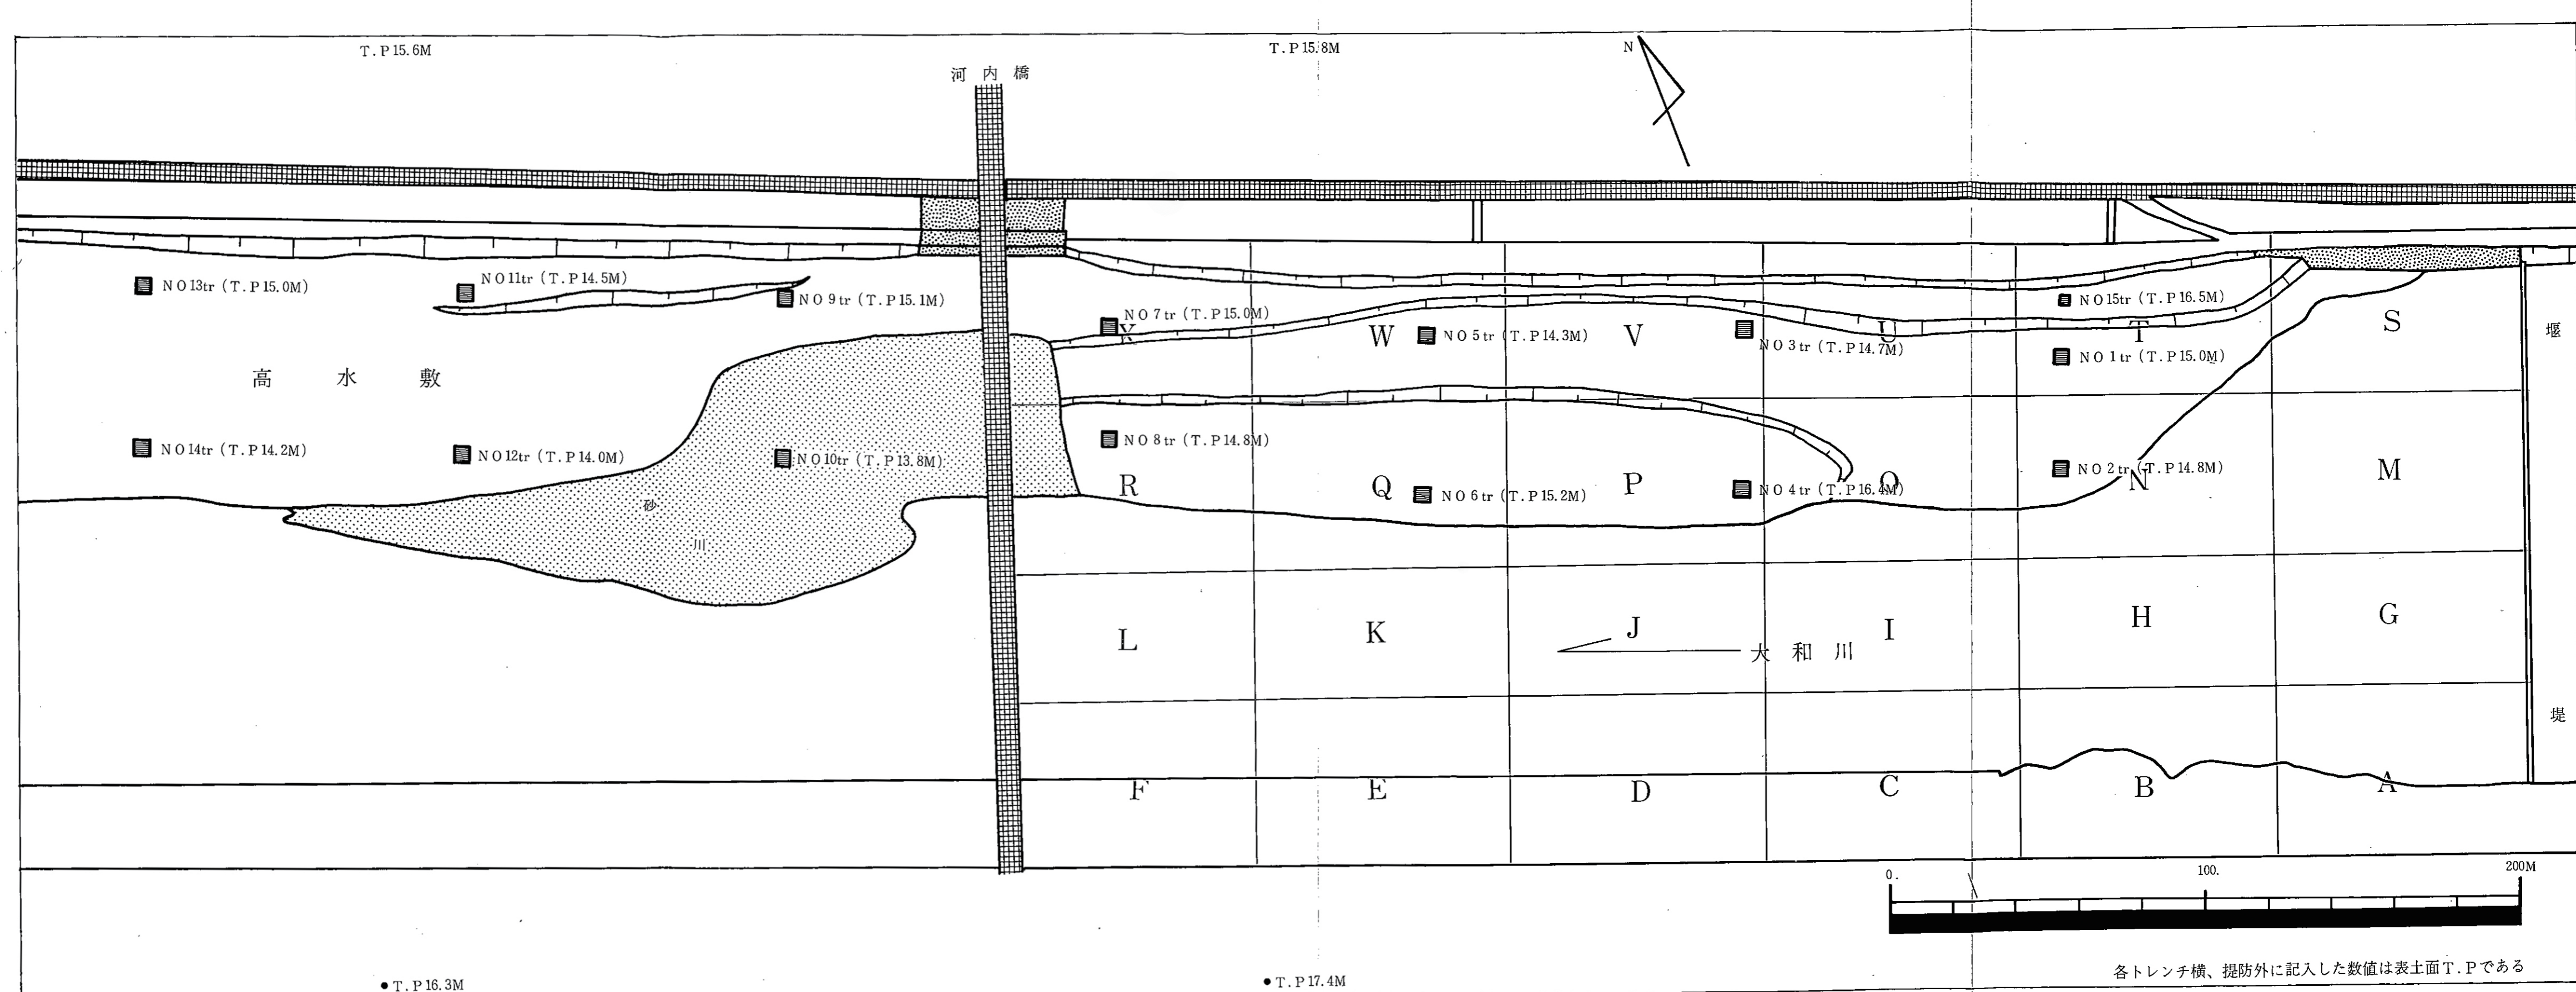 T.P15.6M
T.P15.8M
N
河内橋
NO13tr (T.P15.0M)
NO11tr (T.P14.5M)
NO9tr (T.P15.1M)
NO7tr (T.P15.0M)
X
W
NO5tr (T.P14.3M)
V
NO3tr (T.P14.7M)
U
NO15tr (T.P16.5M)
T
NO1tr (T.P15.0M)
S
堰堤
高水敷
NO14tr (T.P14.2M)
NO12tr (T.P14.0M)
NO10tr (T.P13.8M)
NO8tr (T.P14.8M)
R
Q
NO6tr (T.P15.2M)
P
NO4tr (T.P16.4M)
O
NO2tr (T.P14.8M)
N
M
砂川
L
K
J
I
H
G
大和川
F
E
D
C
B
A
0.
100.
200M
T.P16.3M
T.P17.4M
各トレンチ横、提防外に記入した数値は表土面T.Pである